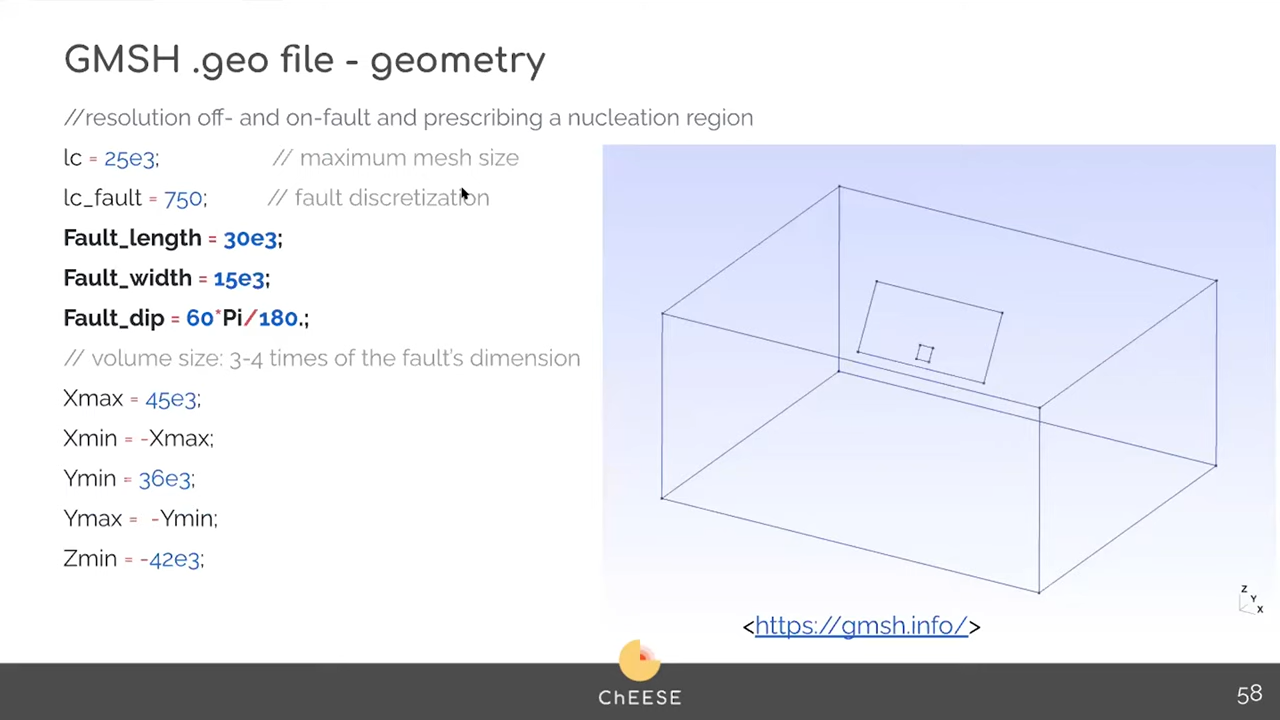 GMSH .geo file - geometry
//resolution off- and on-fault and prescribing a nucleation region
lc = 25e3; // maximum mesh size
lc_fault = 750; // fault discretization
Fault_length = 30e3;
Fault_width = 15e3;
Fault_dip = 60*Pi/180.;
// volume size: 3-4 times of the fault's dimension
Xmax = 45e3;
Xmin = -Xmax;
Ymin = 36e3;
Ymax = -Ymin;
Zmin = -42e3;
Z
Y
X
<https://gmsh.info/>
ChEESE
58